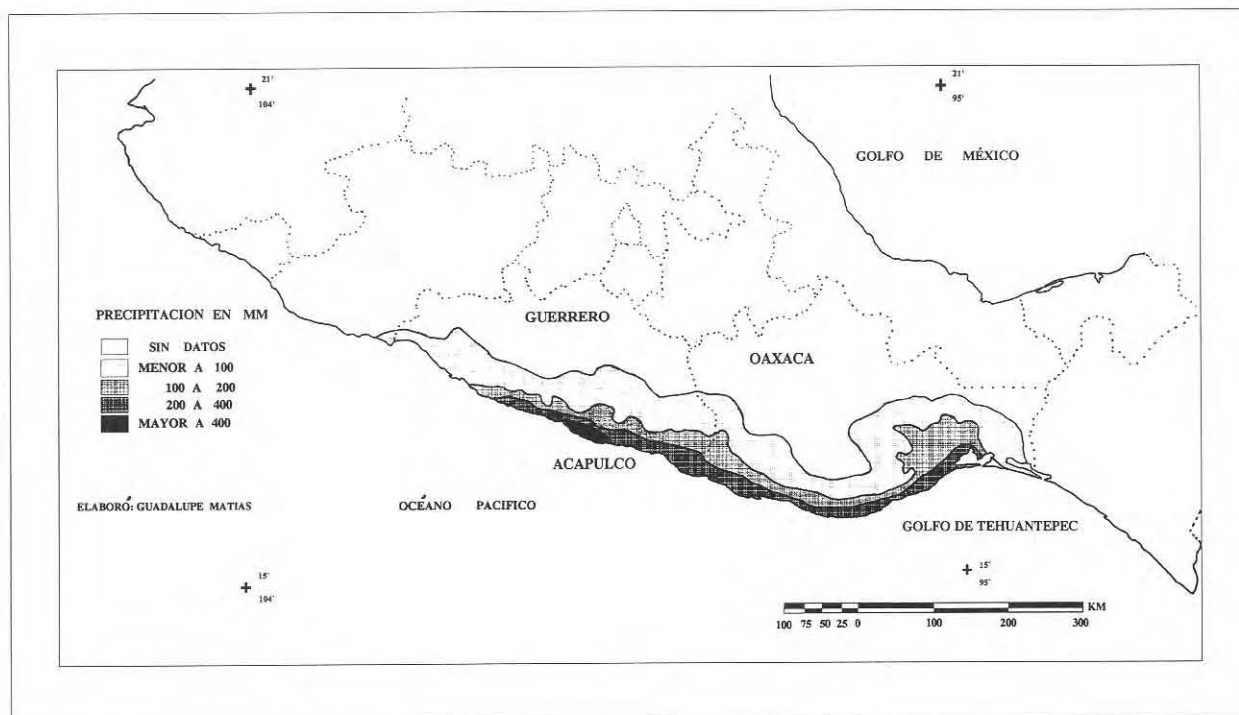 21'
104'
21'
95'
GOLFO DE MÉXICO
PRECIPITACION EN MM
SIN DATOS
MENOR A 100
100 A 200
200 A 400
MAYOR A 400
GUERRERO
OAXACA
ACAPULCO
ELABORÓ: GUADALUPE MATIAS
OCÉANO PACIFICO
GOLFO DE TEHUANTEPEC
15'
104'
15'
95'
KM
100 75 50 25 0 100 200 300